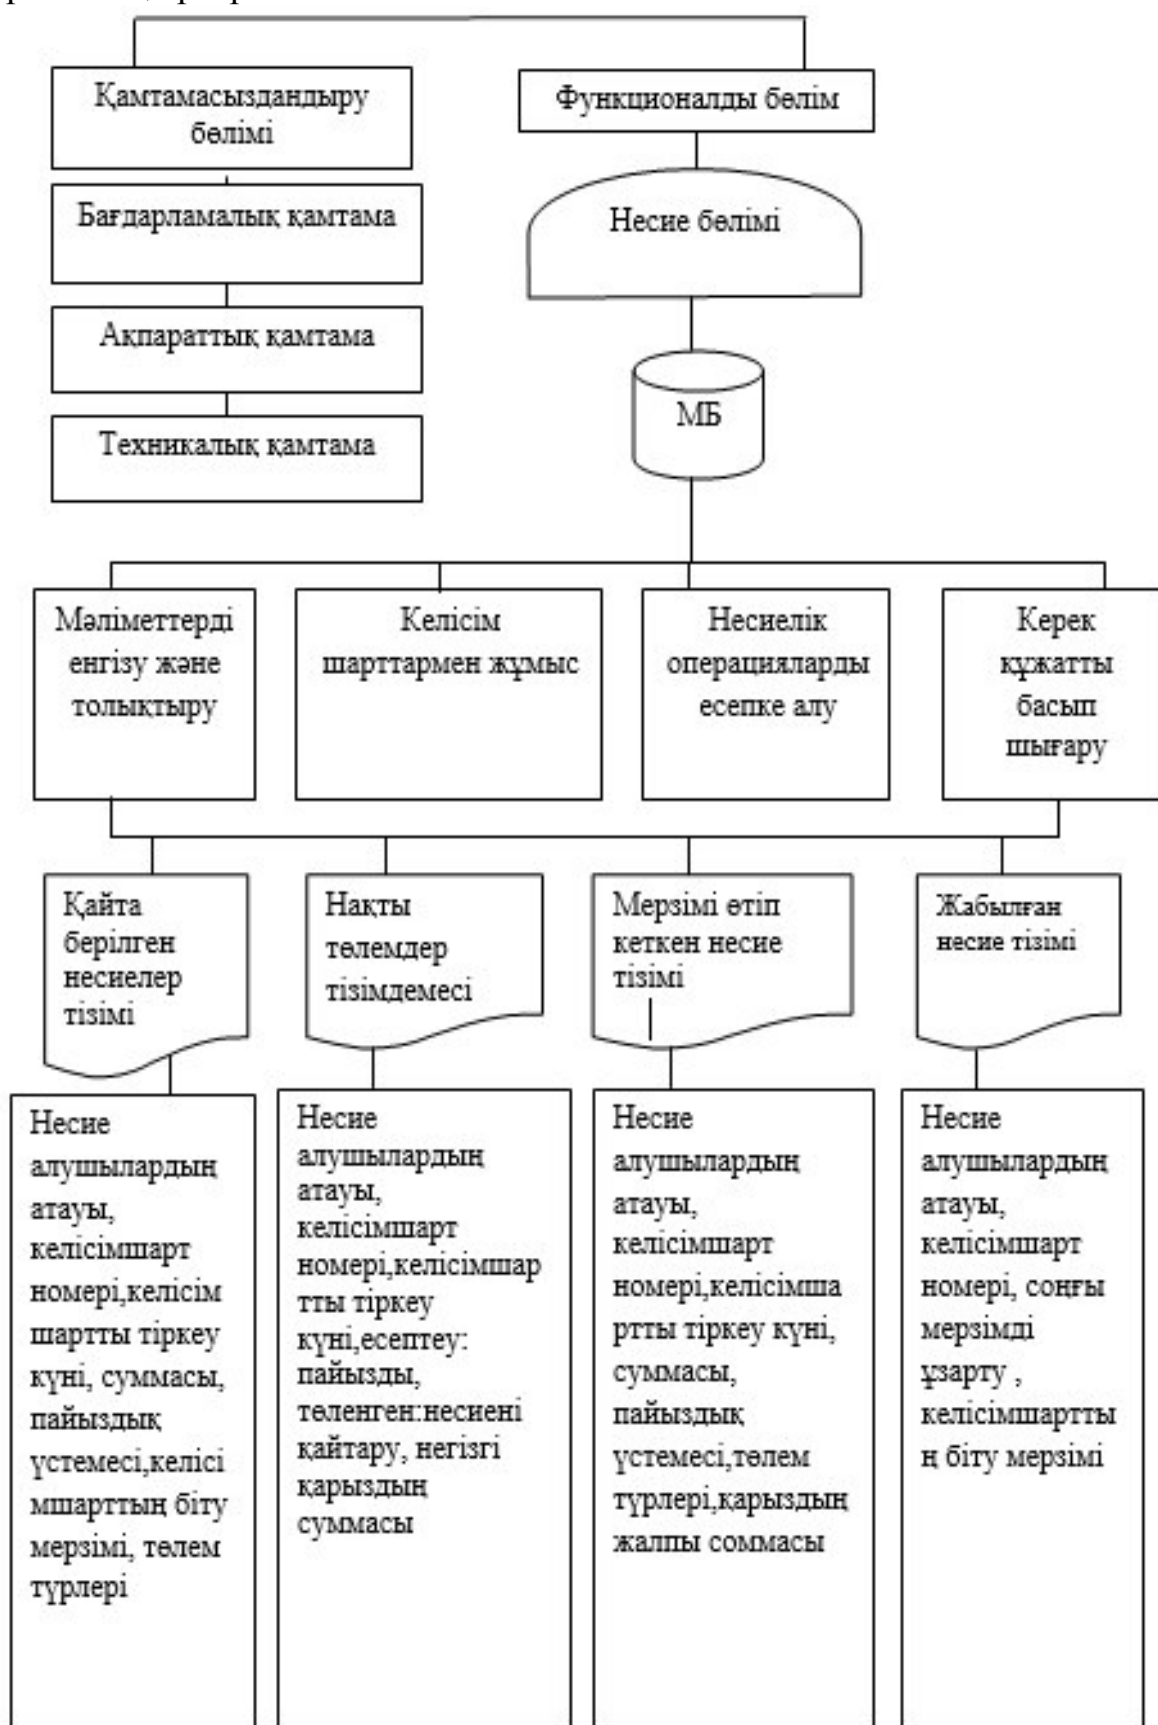 Қамтамасыздандыру
бөлімі
Функционалды бөлім
Бағдарламалық қамтама
Несие бөлімі
Ақпараттық қамтама
Техникалық қамтама
МБ
Мәліметтерді
енгізу және
толықтыру
Келісім
шарттармен жұмыс
Несиелік
операцияларды
есепке алу
Керек
құжатты
басып
шығару
Қайта
берілген
несиелер
тізімі
Нақты
төлемдер
тізімдемесі
Мерзімі өтіп
кеткен несие
тізімі
Жабылған
несие тізімі
Несие
алушылардың
атауы,
келісімшарт
номері,келісім
шартты тіркеу
күні, суммасы,
пайыздық
үстемесі,келісі
мшарттың біту
мерзімі, төлем
түрлері
Несие
алушылардың
атауы,
келісімшарт
номері,келісімшар
тты тіркеу
күні,есептеу:
пайызды,
төленген:несиені
қайтару, негізгі
қарыздың
суммасы
Несие
алушылардың
атауы,
келісімшарт
номері,келісімша
ртты тіркеу күні,
суммасы,
пайыздық
үстемесі,төлем
түрлері,қарыздың
жалпы соммасы
Несие
алушылардың
атауы,
келісімшарт
номері, соңғы
мерзімді
ұзарту ,
келісімшартты
ң біту мерзімі